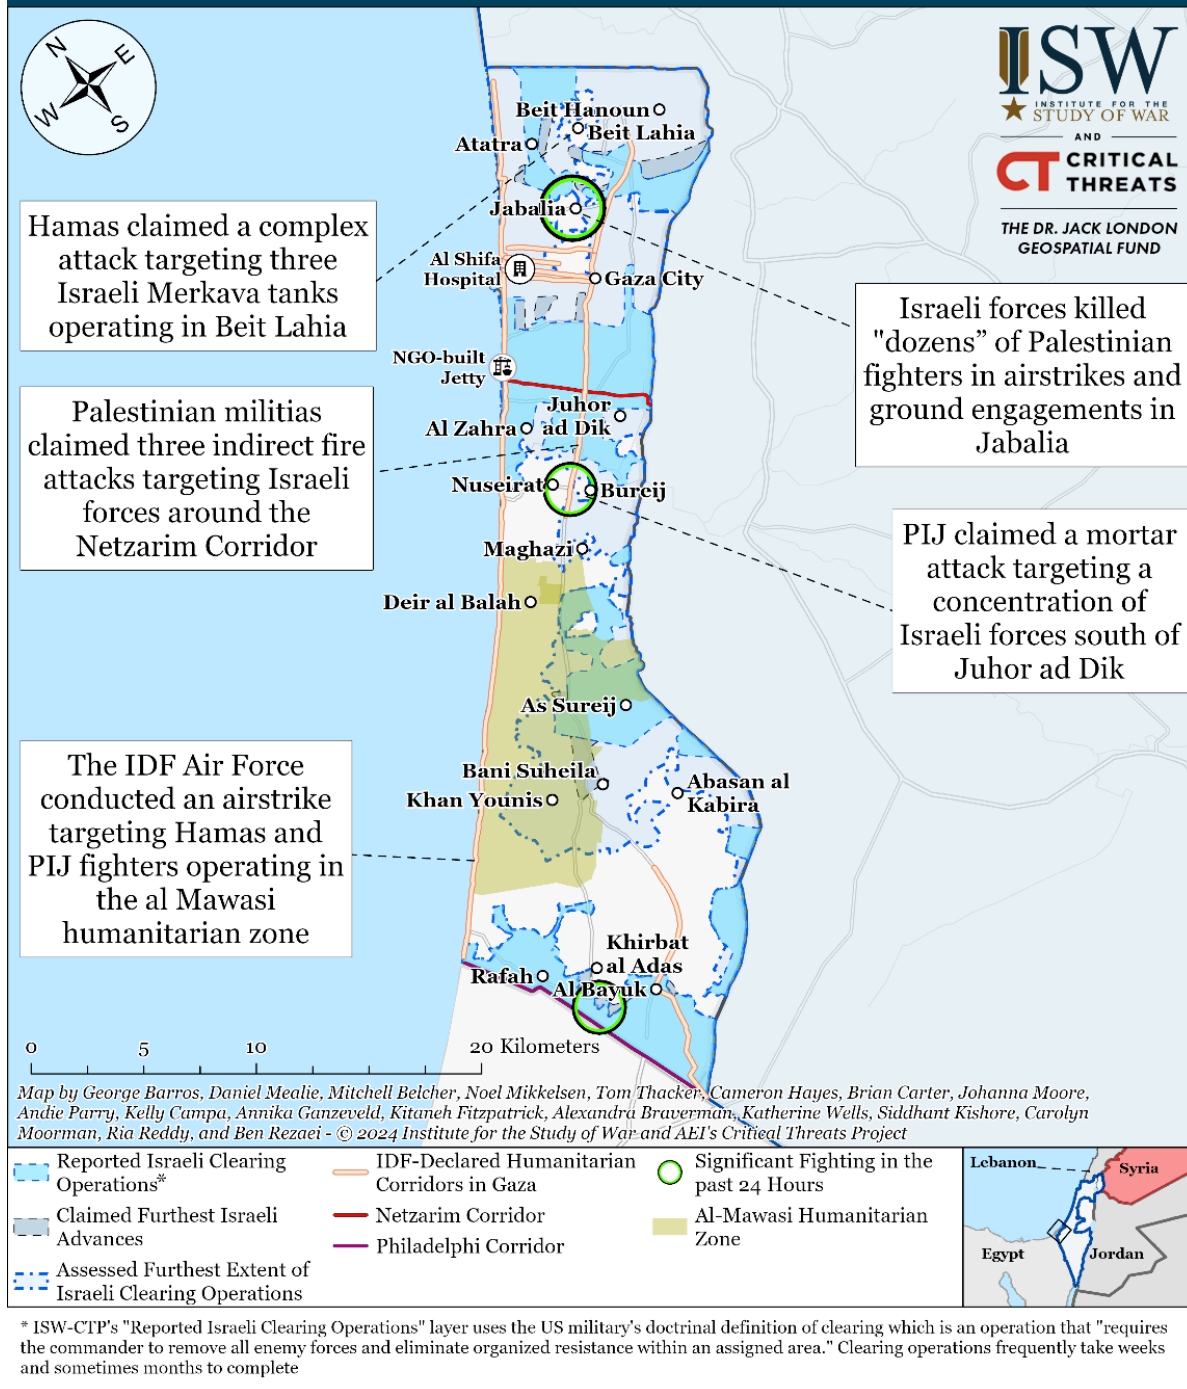 N
E
W
S
ISW
INSTITUTE FOR THE
STUDY OF WAR
AND
CT CRITICAL
THREATS
THE DR. JACK LONDON
GEOSPATIAL FUND
Beit Hanoun
Beit Lahia
Atatra
Jabalia
Al Shifa
Hospital
Gaza City
Hamas claimed a complex
attack targeting three
Israeli Merkava tanks
operating in Beit Lahia
Israeli forces killed
"dozens” of Palestinian
fighters in airstrikes and
ground engagements in
Jabalia
NGO-built
Jetty
Juhor
ad Dik
Al Zahra
Palestinian militias
claimed three indirect fire
attacks targeting Israeli
forces around the
Netzarim Corridor
Nuseirat
Bureij
Maghazi
PIJ claimed a mortar
attack targeting a
concentration of
Israeli forces south of
Juhor ad Dik
Deir al Balah
As Sureij
Bani Suheila
Khan Younis
Abasan al
Kabira
The IDF Air Force
conducted an airstrike
targeting Hamas and
PIJ fighters operating in
the al Mawasi
humanitarian zone
Khirbat
al Adas
Rafah
Al Bayuk
0 5 10 20 Kilometers
Map by George Barros, Daniel Mealie, Mitchell Belcher, Noel Mikkelsen, Tom Thacker, Cameron Hayes, Brian Carter, Johanna Moore,
Andie Parry, Kelly Campa, Annika Ganzeveld, Kitaneh Fitzpatrick, Alexandra Braverman, Katherine Wells, Siddhant Kishore, Carolyn
Moorman, Ria Reddy, and Ben Rezaei - © 2024 Institute for the Study of War and AEI's Critical Threats Project
Reported Israeli Clearing
Operations*
Claimed Furthest Israeli
Advances
Assessed Furthest Extent of
Israeli Clearing Operations
IDF-Declared Humanitarian
Corridors in Gaza
Netzarim Corridor
Philadelphi Corridor
Significant Fighting in the
past 24 Hours
Al-Mawasi Humanitarian
Zone
Lebanon
Syria
Egypt
Jordan
* ISW-CTP's "Reported Israeli Clearing Operations" layer uses the US military's doctrinal definition of clearing which is an operation that "requires
the commander to remove all enemy forces and eliminate organized resistance within an assigned area." Clearing operations frequently take weeks
and sometimes months to complete